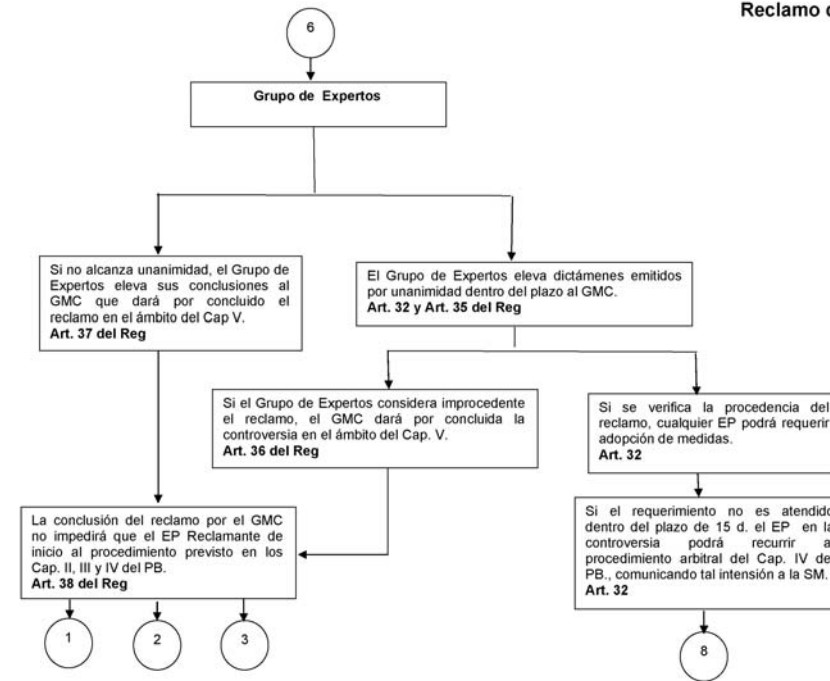 Reclamo
6
Grupo de Expertos
Si no alcanza unanimidad, el Grupo de
Expertos eleva sus conclusiones al
GMC que dará por concluido el
reclamo en el ámbito del Cap V.
Art. 37 del Reg
El Grupo de Expertos eleva dictámenes emitidos
por unanimidad dentro del plazo al GMC.
Art. 32 y Art. 35 del Reg
Si el Grupo de Expertos considera improcedente
el reclamo, el GMC dará por concluida la
controversia en el ámbito del Cap. V.
Art. 36 del Reg
Si se verifica la procedencia del
reclamo, cualquier EP podrá requerir
adopción de medidas.
Art. 32
La conclusión del reclamo por el GMC
no impedirá que el EP Reclamante de
inicio al procedimiento previsto en los
Cap. II, III y IV del PB.
Art. 38 del Reg
Si el requerimiento no es atendido
dentro del plazo de 15 d. el EP en la
controversia podrá recurrir
procedimiento arbitral del Cap. IV
PB., comunicando tal intensión a la SM.
Art. 32
1
2
3
8